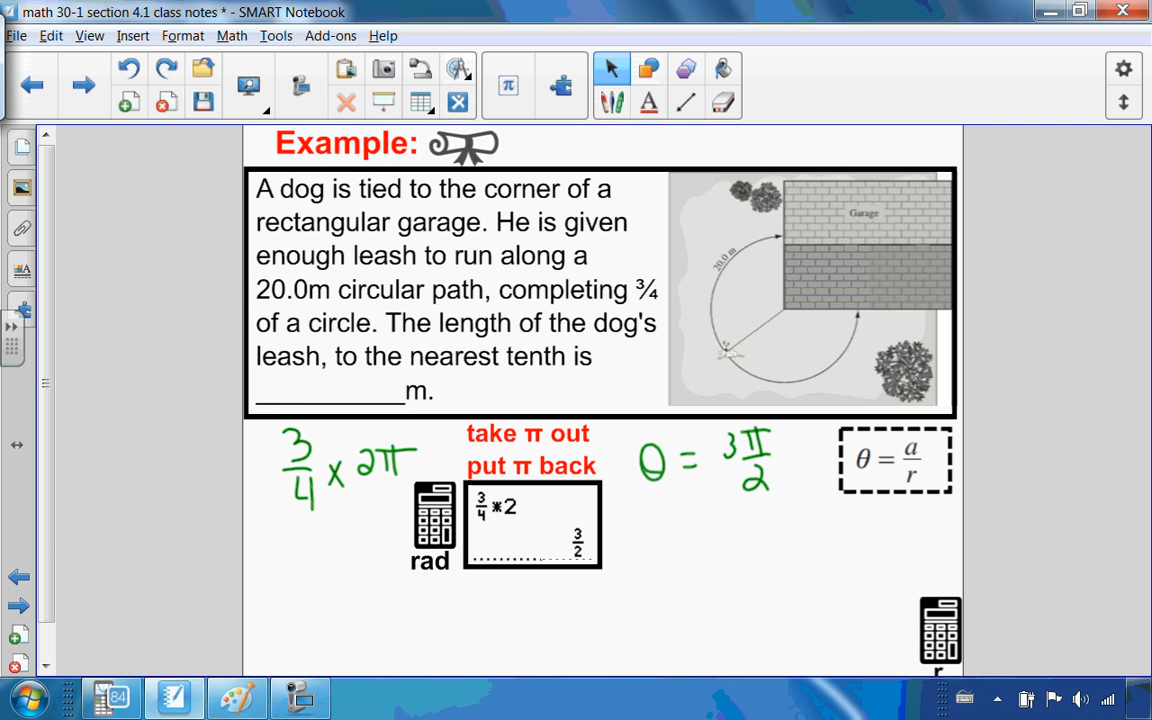 math 30-1 section 4.1 class notes * - SMART Notebook
File Edit View Insert Format Math Tools Add-ons Help
π
A
Example:
A dog is tied to the corner of a
rectangular garage. He is given
enough leash to run along a
20.0m circular path, completing ¾
of a circle. The length of the dog's
leash, to the nearest tenth is
___________m.
Garage
20.0 m
3/4 × 2π
take π out
put π back
θ = 3π/2
θ = a/r
3/4 *2
3/2
rad
r
84